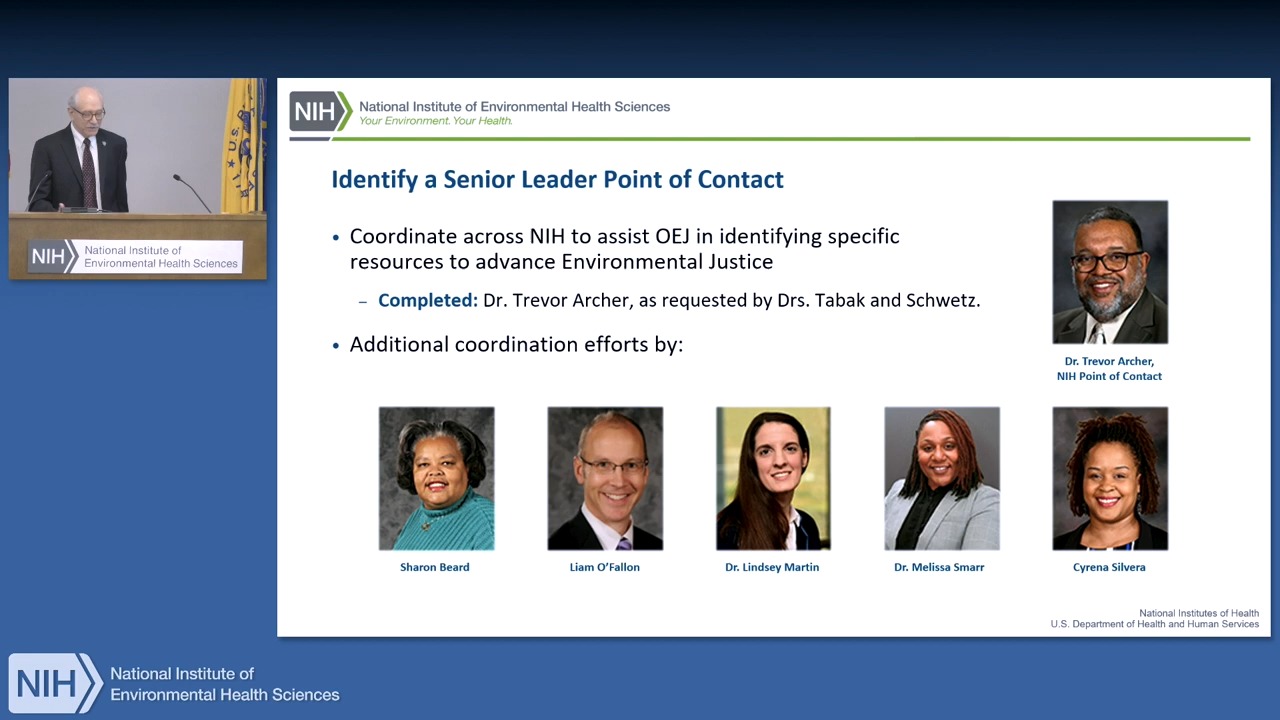 NIH
National Institute of
Environmental Health Sciences
U.S.
NIH National Institute of Environmental Health Sciences
Your Environment. Your Health.
Identify a Senior Leader Point of Contact
• Coordinate across NIH to assist OEJ in identifying specific
resources to advance Environmental Justice
– Completed: Dr. Trevor Archer, as requested by Drs. Tabak and Schwetz.
• Additional coordination efforts by:
Dr. Trevor Archer,
NIH Point of Contact
Sharon Beard
Liam O’Fallon
Dr. Lindsey Martin
Dr. Melissa Smarr
Cyrena Silvera
National Institutes of Health
U.S. Department of Health and Human Services
NIH
National Institute of
Environmental Health Sciences